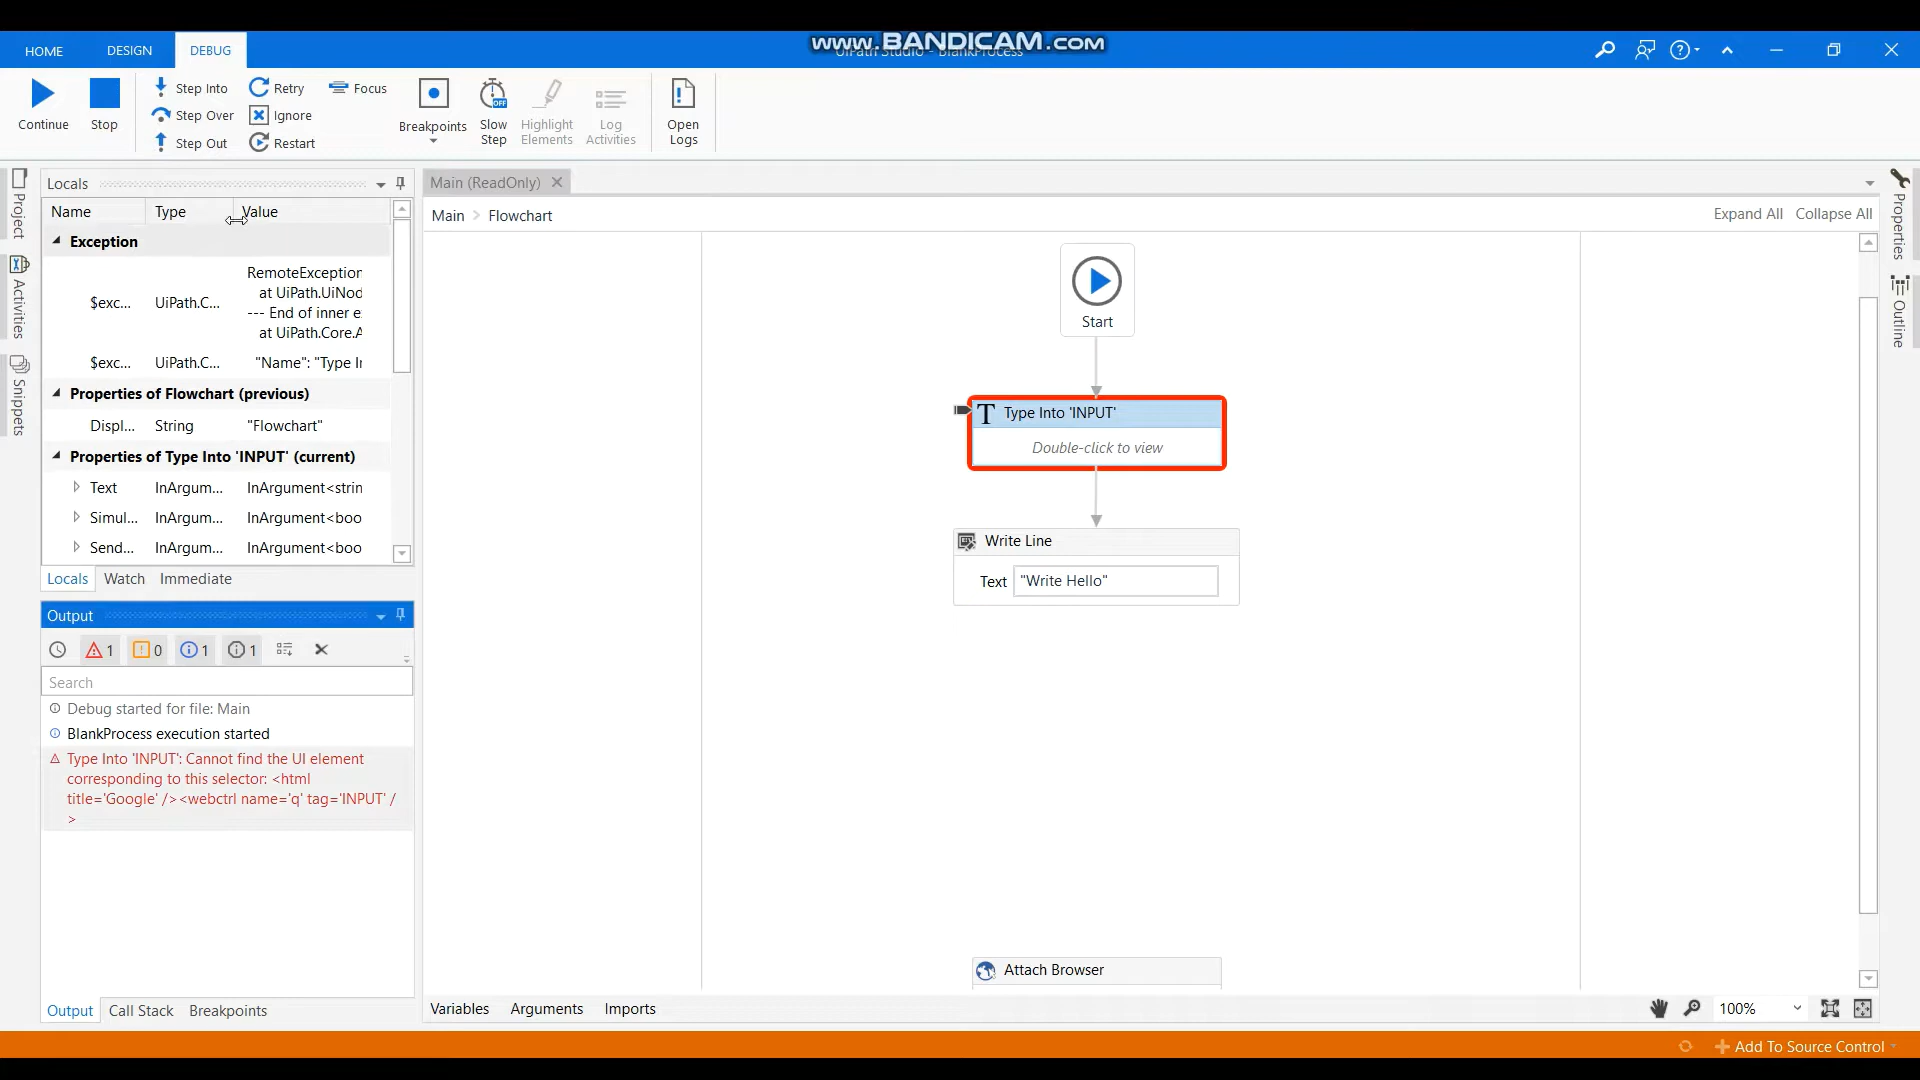 www.BANDICAM.com
HOME DESIGN DEBUG
UiPath Studio - BlankProcess
Continue
Stop
Step Into
Step Over
Step Out
Retry
Ignore
Restart
Focus
Breakpoints
Slow
Step
OFF
Highlight
Elements
Log
Activities
Open
Logs
Project
Activities
Snippets
Locals
Name Type Value
Exception
$exc... UiPath.C... RemoteException
at UiPath.UiNod
--- End of inner e
at UiPath.Core.A
$exc... UiPath.C... "Name": "Type I
Properties of Flowchart (previous)
Displ... String "Flowchart"
Properties of Type Into 'INPUT' (current)
Text InArgum... InArgument<strin
Simul... InArgum... InArgument<boo
Send... InArgum... InArgument<boo
Locals Watch Immediate
Output
1 0 1 1
Search
Debug started for file: Main
BlankProcess execution started
Type Into 'INPUT': Cannot find the UI element
corresponding to this selector: <html
title='Google' /><webctrl name='q' tag='INPUT' /
>
Output Call Stack Breakpoints
Main (ReadOnly)
Main > Flowchart
Expand All Collapse All
Start
T Type Into 'INPUT'
Double-click to view
Write Line
Text "Write Hello"
Attach Browser
Variables Arguments Imports
100%
Properties
Outline
Add To Source Control